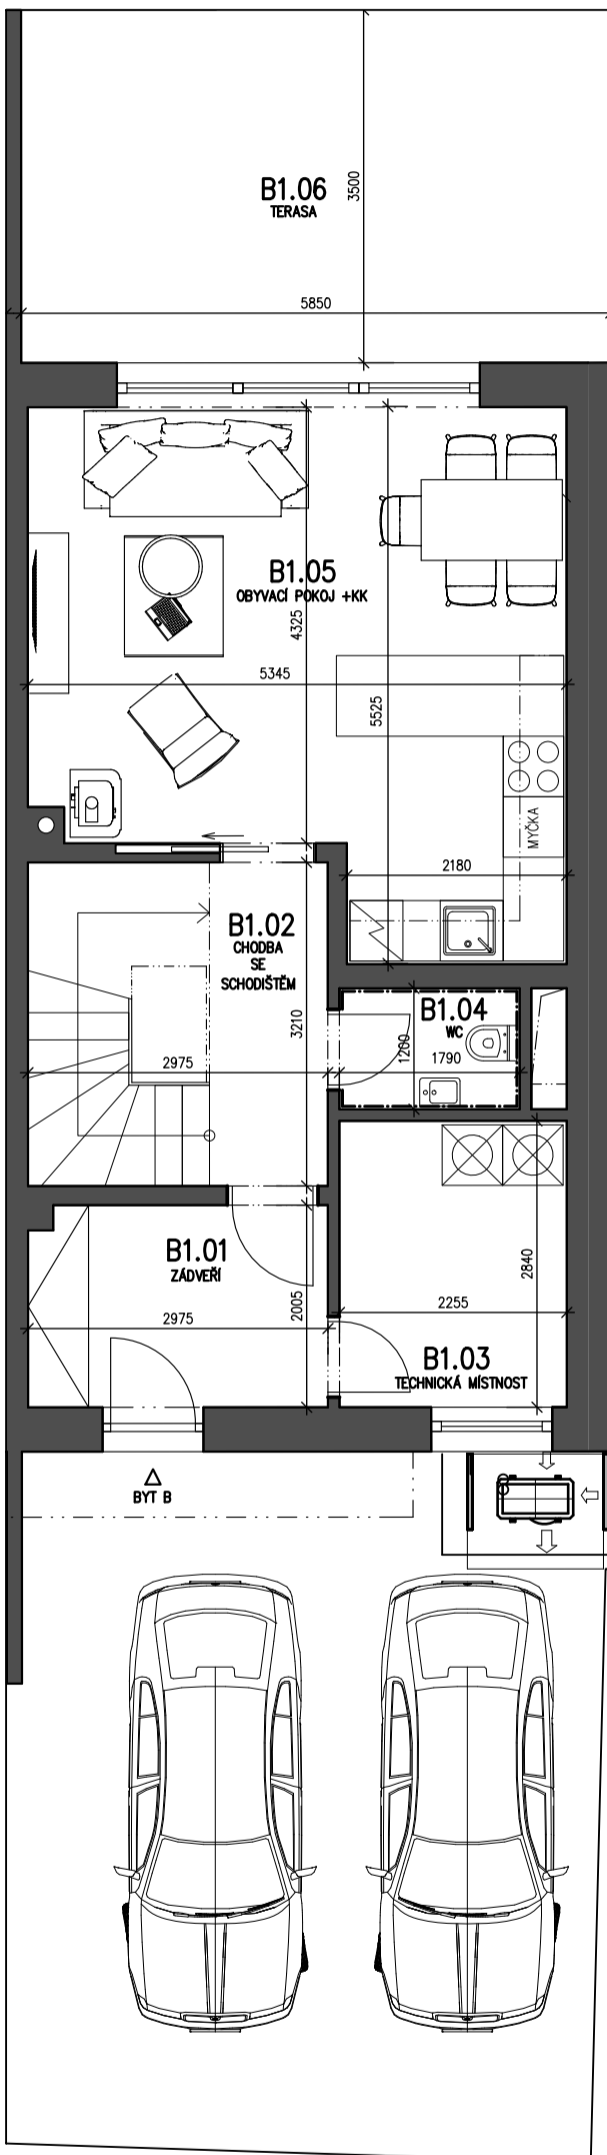 B1.06
TERASA
3500
5850
B1.05
OBYVACÍ POKOJ +KK
4325
5345
5525
MYČKA
2180
B1.02
CHODBA
SE
SCHODIŠTĚM
3210
B1.04
WC
1200
1790
2975
B1.01
ZÁDVEŘÍ
2975
2005
2840
2255
B1.03
TECHNICKÁ MÍSTNOST
BYT B